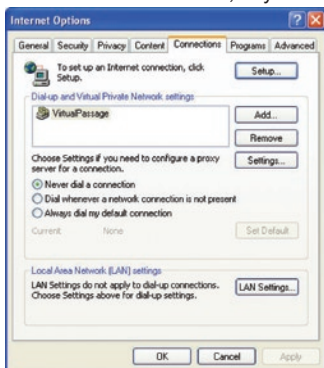 Internet Options
General Security Privacy Content Connections Programs Advanced
To set up an Internet connection, click
Setup.
Setup...
Dial-up and Virtual Private Network settings
VirtualPassage
Add...
Remove
Choose Settings if you need to configure a proxy
server for a connection.
Settings...
Never dial a connection
Dial whenever a network connection is not present
Always dial my default connection
Current None
Set Default
Local Area Network (LAN) settings
LAN Settings do not apply to dial-up connections.
Choose Settings above for dial-up settings.
LAN Settings...
OK Cancel Apply